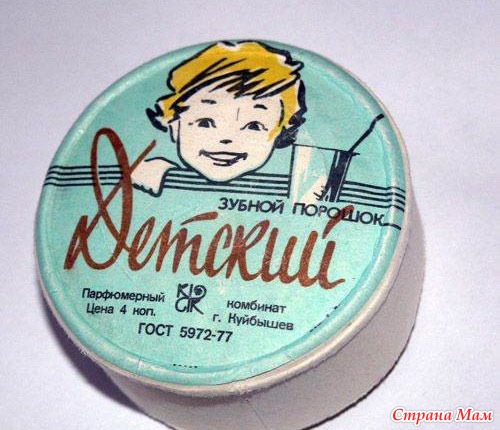 ЗУБНОЙ ПОРОШОК
Детский
Парфюмерный комбинат
Цена 4 коп. г. Куйбышев
ГОСТ 5972-77
Страна Мам